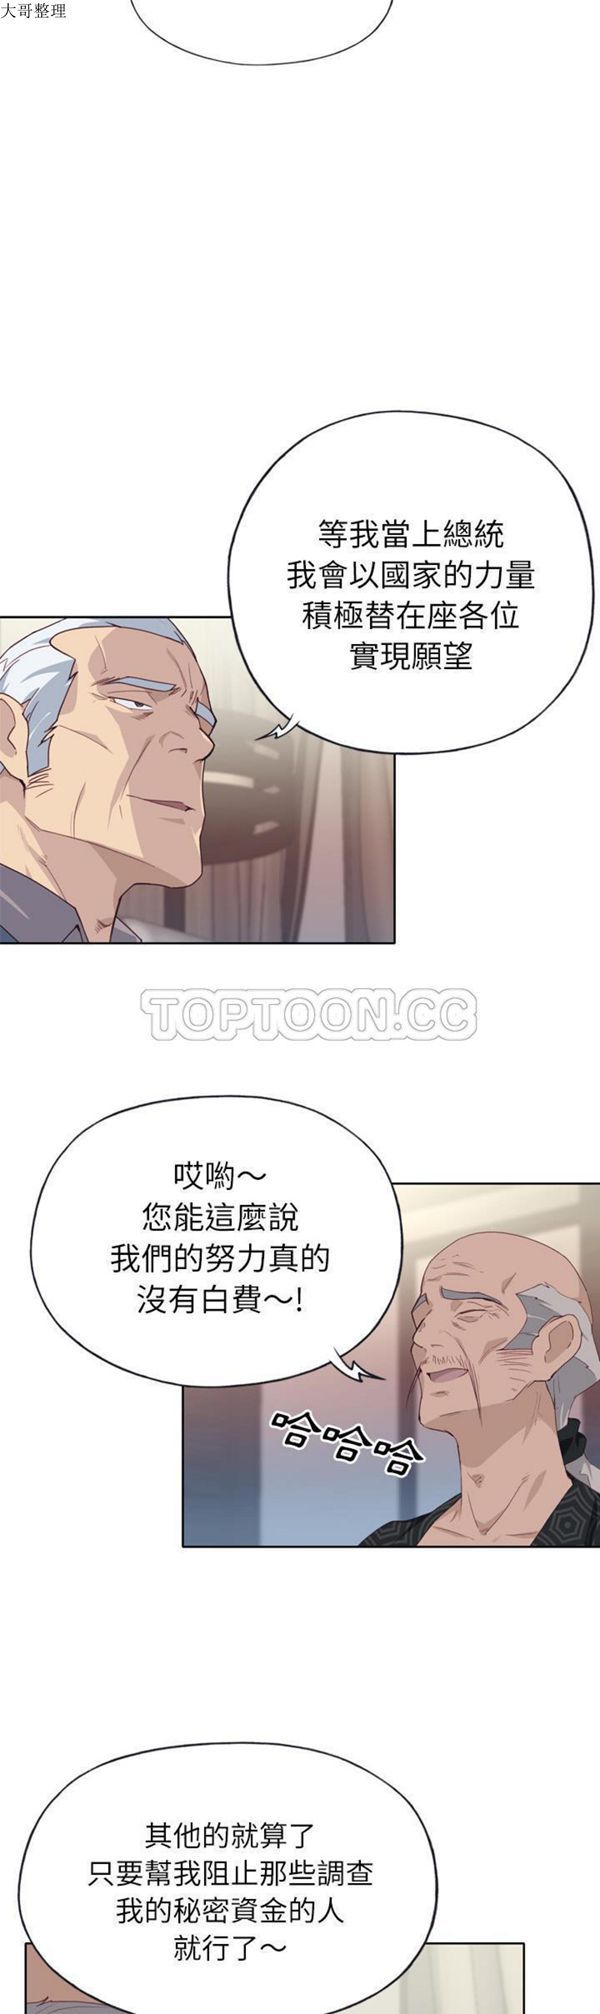 大哥整理
等我當上總統
我會以國家的力量
積極替在座各位
實現願望
TOPTOON.CC
哎喲～
您能這麼說
我們的努力真的
沒有白費～!
哈哈哈
其他的就算了
只要幫我阻止那些調查
我的秘密資金的人
就行了～